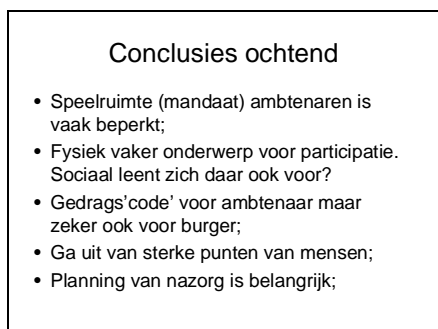 Conclusies ochtend
• Speelruimte (mandaat) ambtenaren is
vaak beperkt;
• Fysiek vaker onderwerp voor participatie.
Sociaal leent zich daar ook voor?
• Gedrags'code' voor ambtenaar maar
zeker ook voor burger;
• Ga uit van sterke punten van mensen;
• Planning van nazorg is belangrijk;